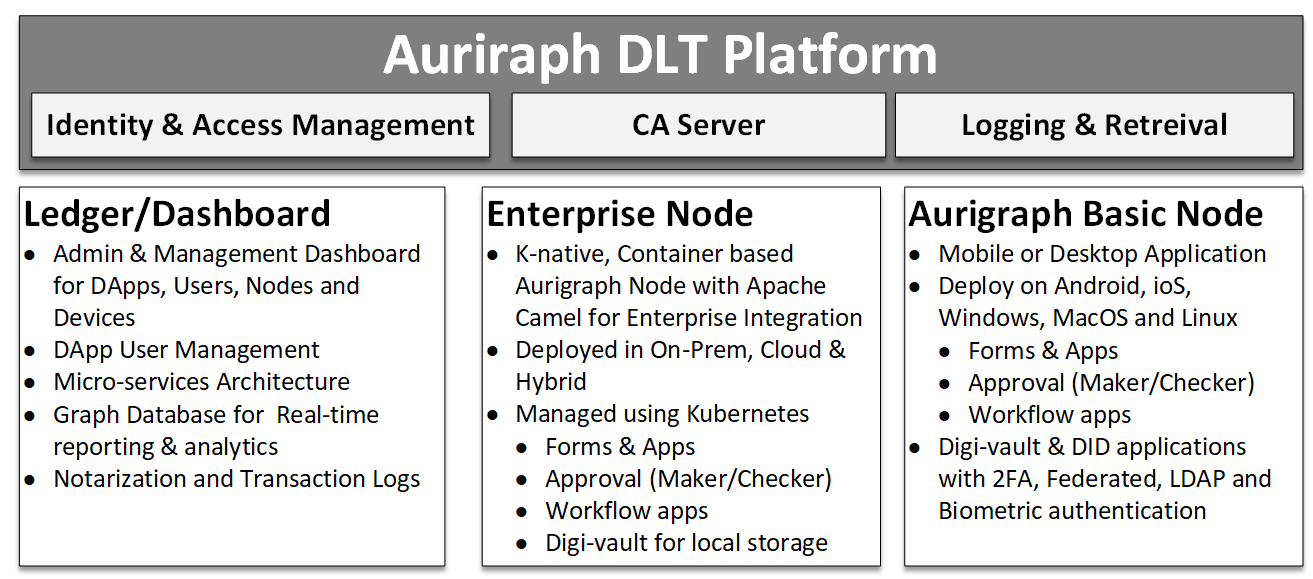 Auriraph DLT Platform
Identity & Access Management
CA Server
Logging & Retreival
Ledger/Dashboard
● Admin & Management Dashboard
for DApps, Users, Nodes and
Devices
● DApp User Management
● Micro-services Architecture
● Graph Database for Real-time
reporting & analytics
● Notarization and Transaction Logs
Enterprise Node
● K-native, Container based
Aurigraph Node with Apache
Camel for Enterprise Integration
● Deployed in On-Prem, Cloud &
Hybrid
● Managed using Kubernetes
● Forms & Apps
● Approval (Maker/Checker)
● Workflow apps
● Digi-vault for local storage
Aurigraph Basic Node
● Mobile or Desktop Application
● Deploy on Android, ioS,
Windows, MacOS and Linux
● Forms & Apps
● Approval (Maker/Checker)
● Workflow apps
● Digi-vault & DID applications
with 2FA, Federated, LDAP and
Biometric authentication